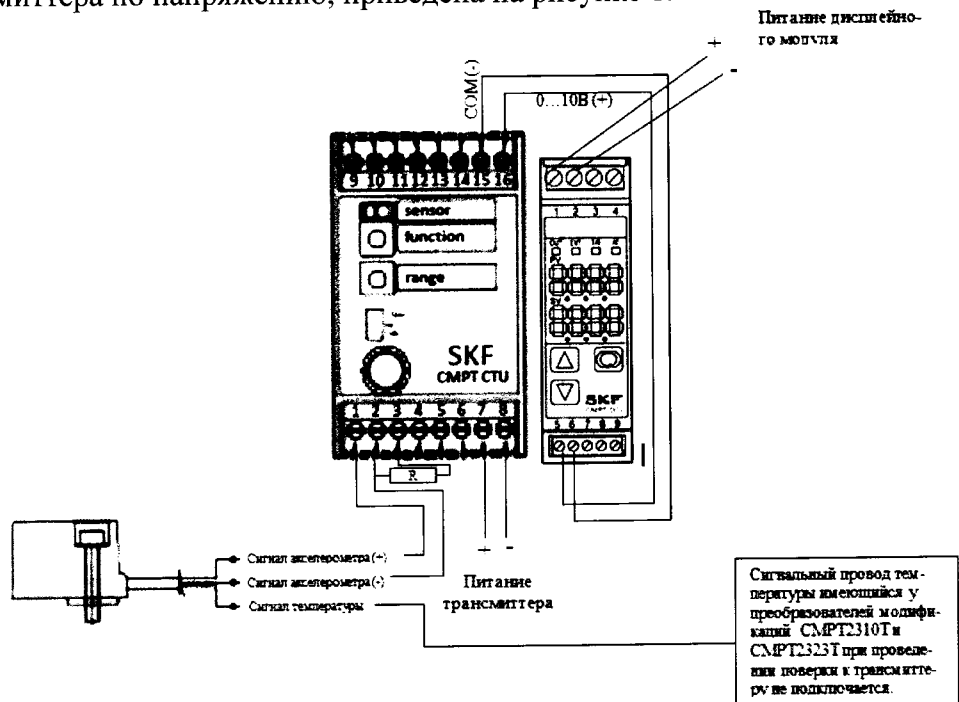 миттера по напряжению, приведена на рисунке
Питание дисплейно-
го модуля
+
-
COM(-)
0...10В (+)
9 10 11 12 13 14 15 16
sensor
function
range
SKF
CMPT CTU
1 2 3 4 5 6 7 8
R
1 2 3 4
SKF
5 6 7 8 9
+ -
Питание
трансмиттера
Сигнал акселерометра(+)
Сигнал акселерометра(-)
Сигнал температуры
Сигнальный провод тем-
пературы имеющийся у
преобразователей модифи-
каций CMPT2310T и
CMPT2323T при проведе-
нии поверки к трансмитте-
ру не подключается.